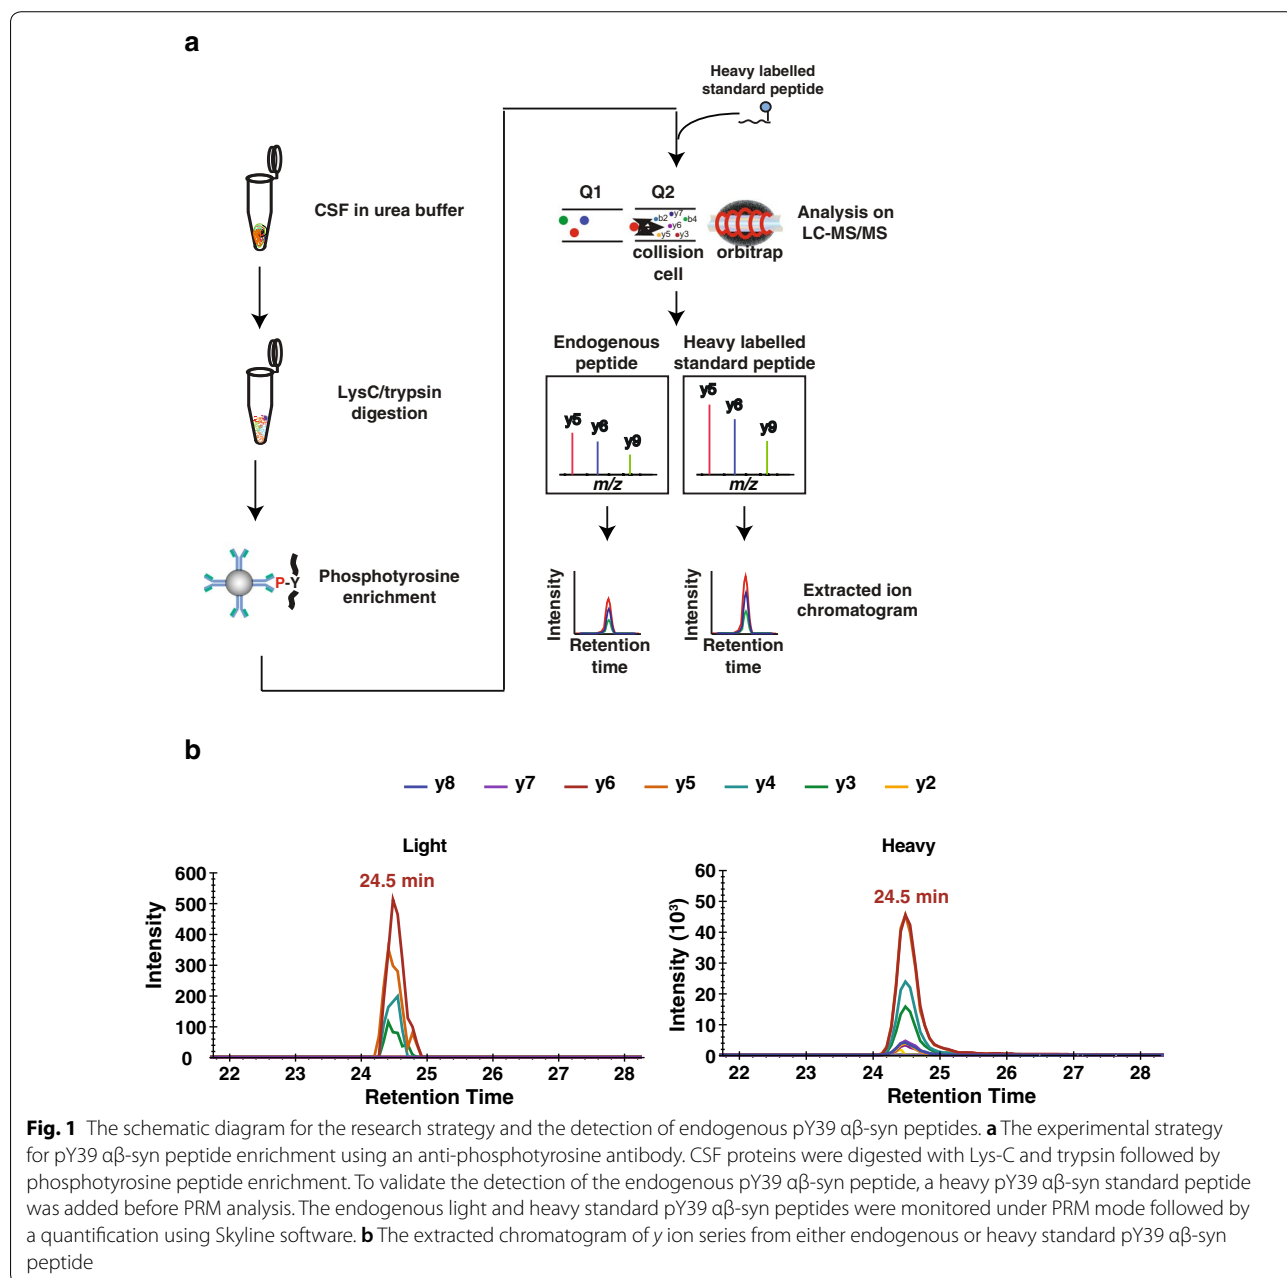 a
Heavy labelled
standard peptide
CSF in urea buffer
Q1
Q2
b2 y7 b4
y6
y5 y3
collision
cell
orbitrap
Analysis on
LC-MS/MS
LysC/trypsin
digestion
Endogenous
peptide
Heavy labelled
standard peptide
y5
y6
y9
m/z
y5
y6
y9
m/z
P-Y
Phosphotyrosine
enrichment
Intensity
Retention
time
Intensity
Retention
time
Extracted ion
chromatogram
b
y8 y7 y6 y5 y4 y3 y2
Light
24.5 min
Intensity
600
500
400
300
200
100
0
22 23 24 25 26 27 28
Retention Time
Heavy
24.5 min
Intensity (10³)
60
50
40
30
20
10
0
22 23 24 25 26 27 28
Retention Time
Fig. 1 The schematic diagram for the research strategy and the detection of endogenous pY39 αβ-syn peptides. a The experimental strategy
for pY39 αβ-syn peptide enrichment using an anti-phosphotyrosine antibody. CSF proteins were digested with Lys-C and trypsin followed by
phosphotyrosine peptide enrichment. To validate the detection of the endogenous pY39 αβ-syn peptide, a heavy pY39 αβ-syn standard peptide
was added before PRM analysis. The endogenous light and heavy standard pY39 αβ-syn peptides were monitored under PRM mode followed by
a quantification using Skyline software. b The extracted chromatogram of y ion series from either endogenous or heavy standard pY39 αβ-syn
peptide